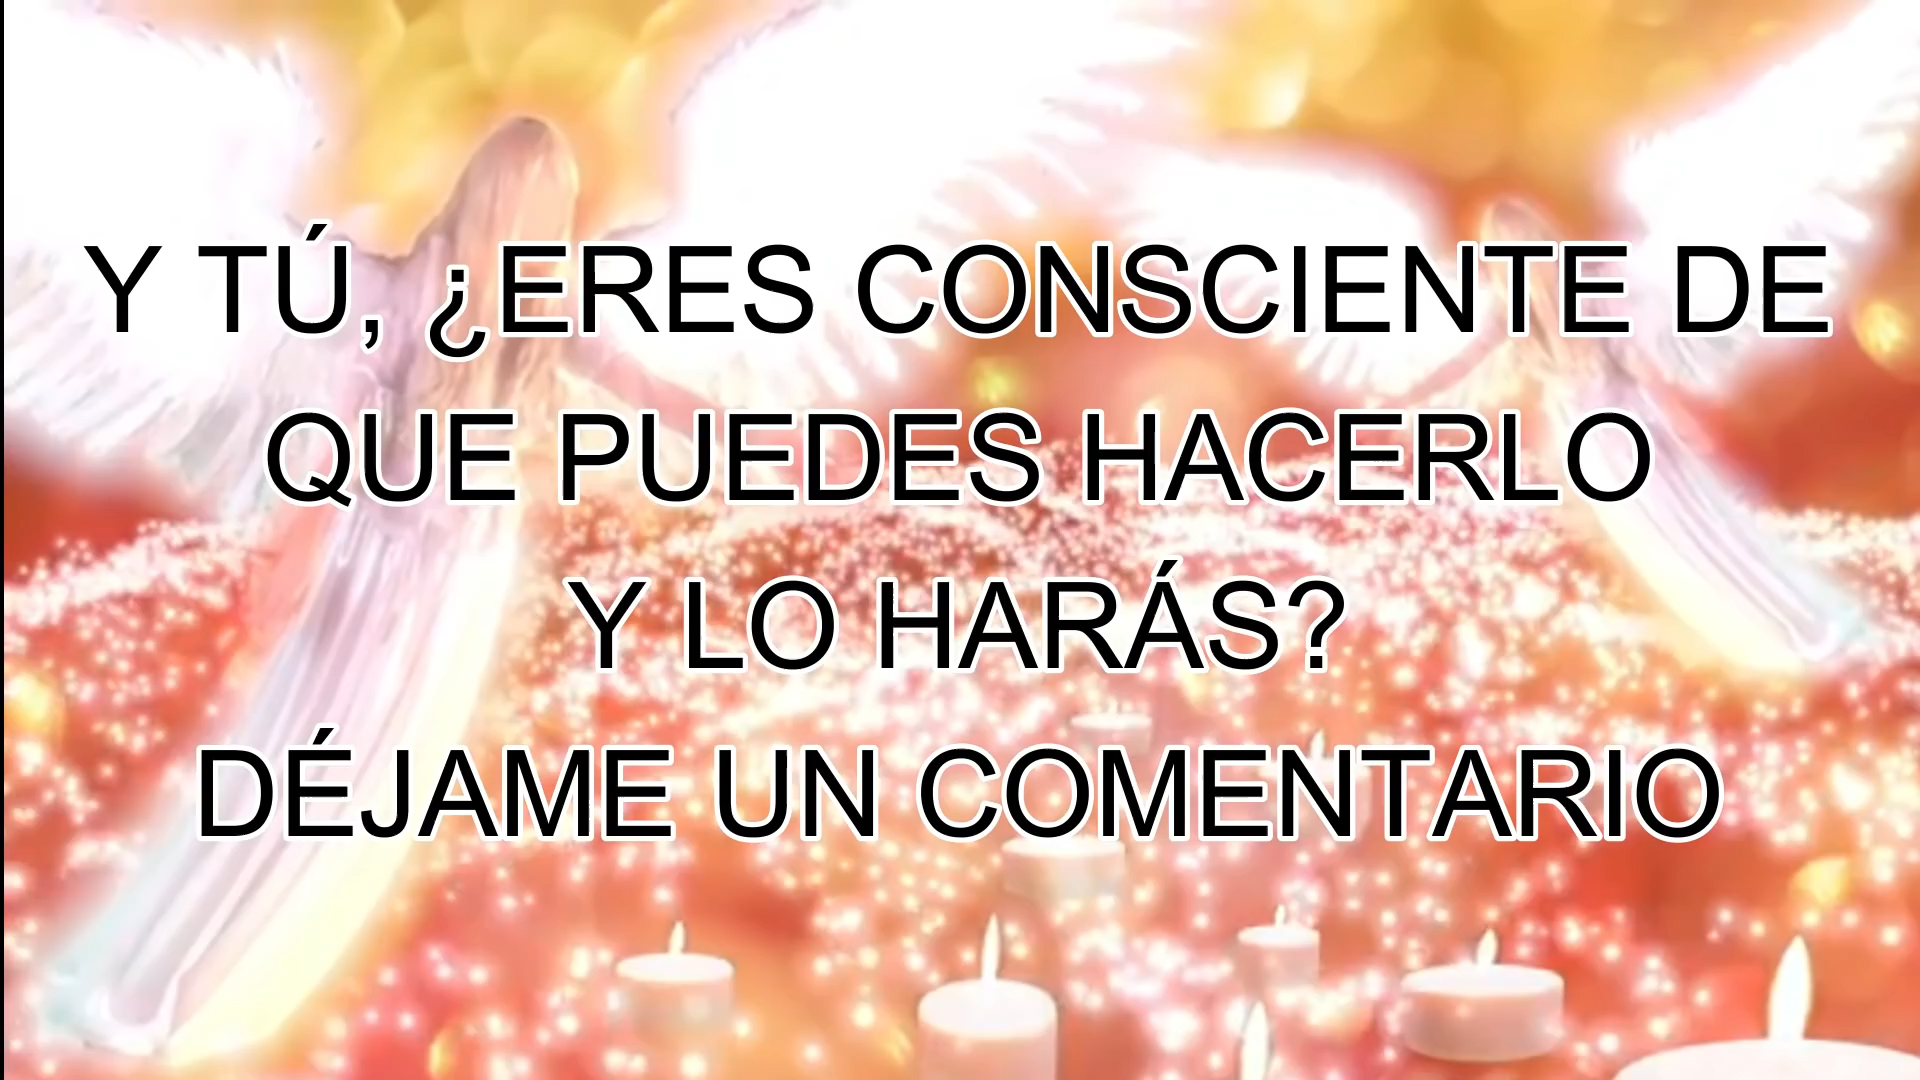 Y TÚ, ¿ERES CONSCIENTE DE
QUE PUEDES HACERLO
Y LO HARÁS?
DÉJAME UN COMENTARIO